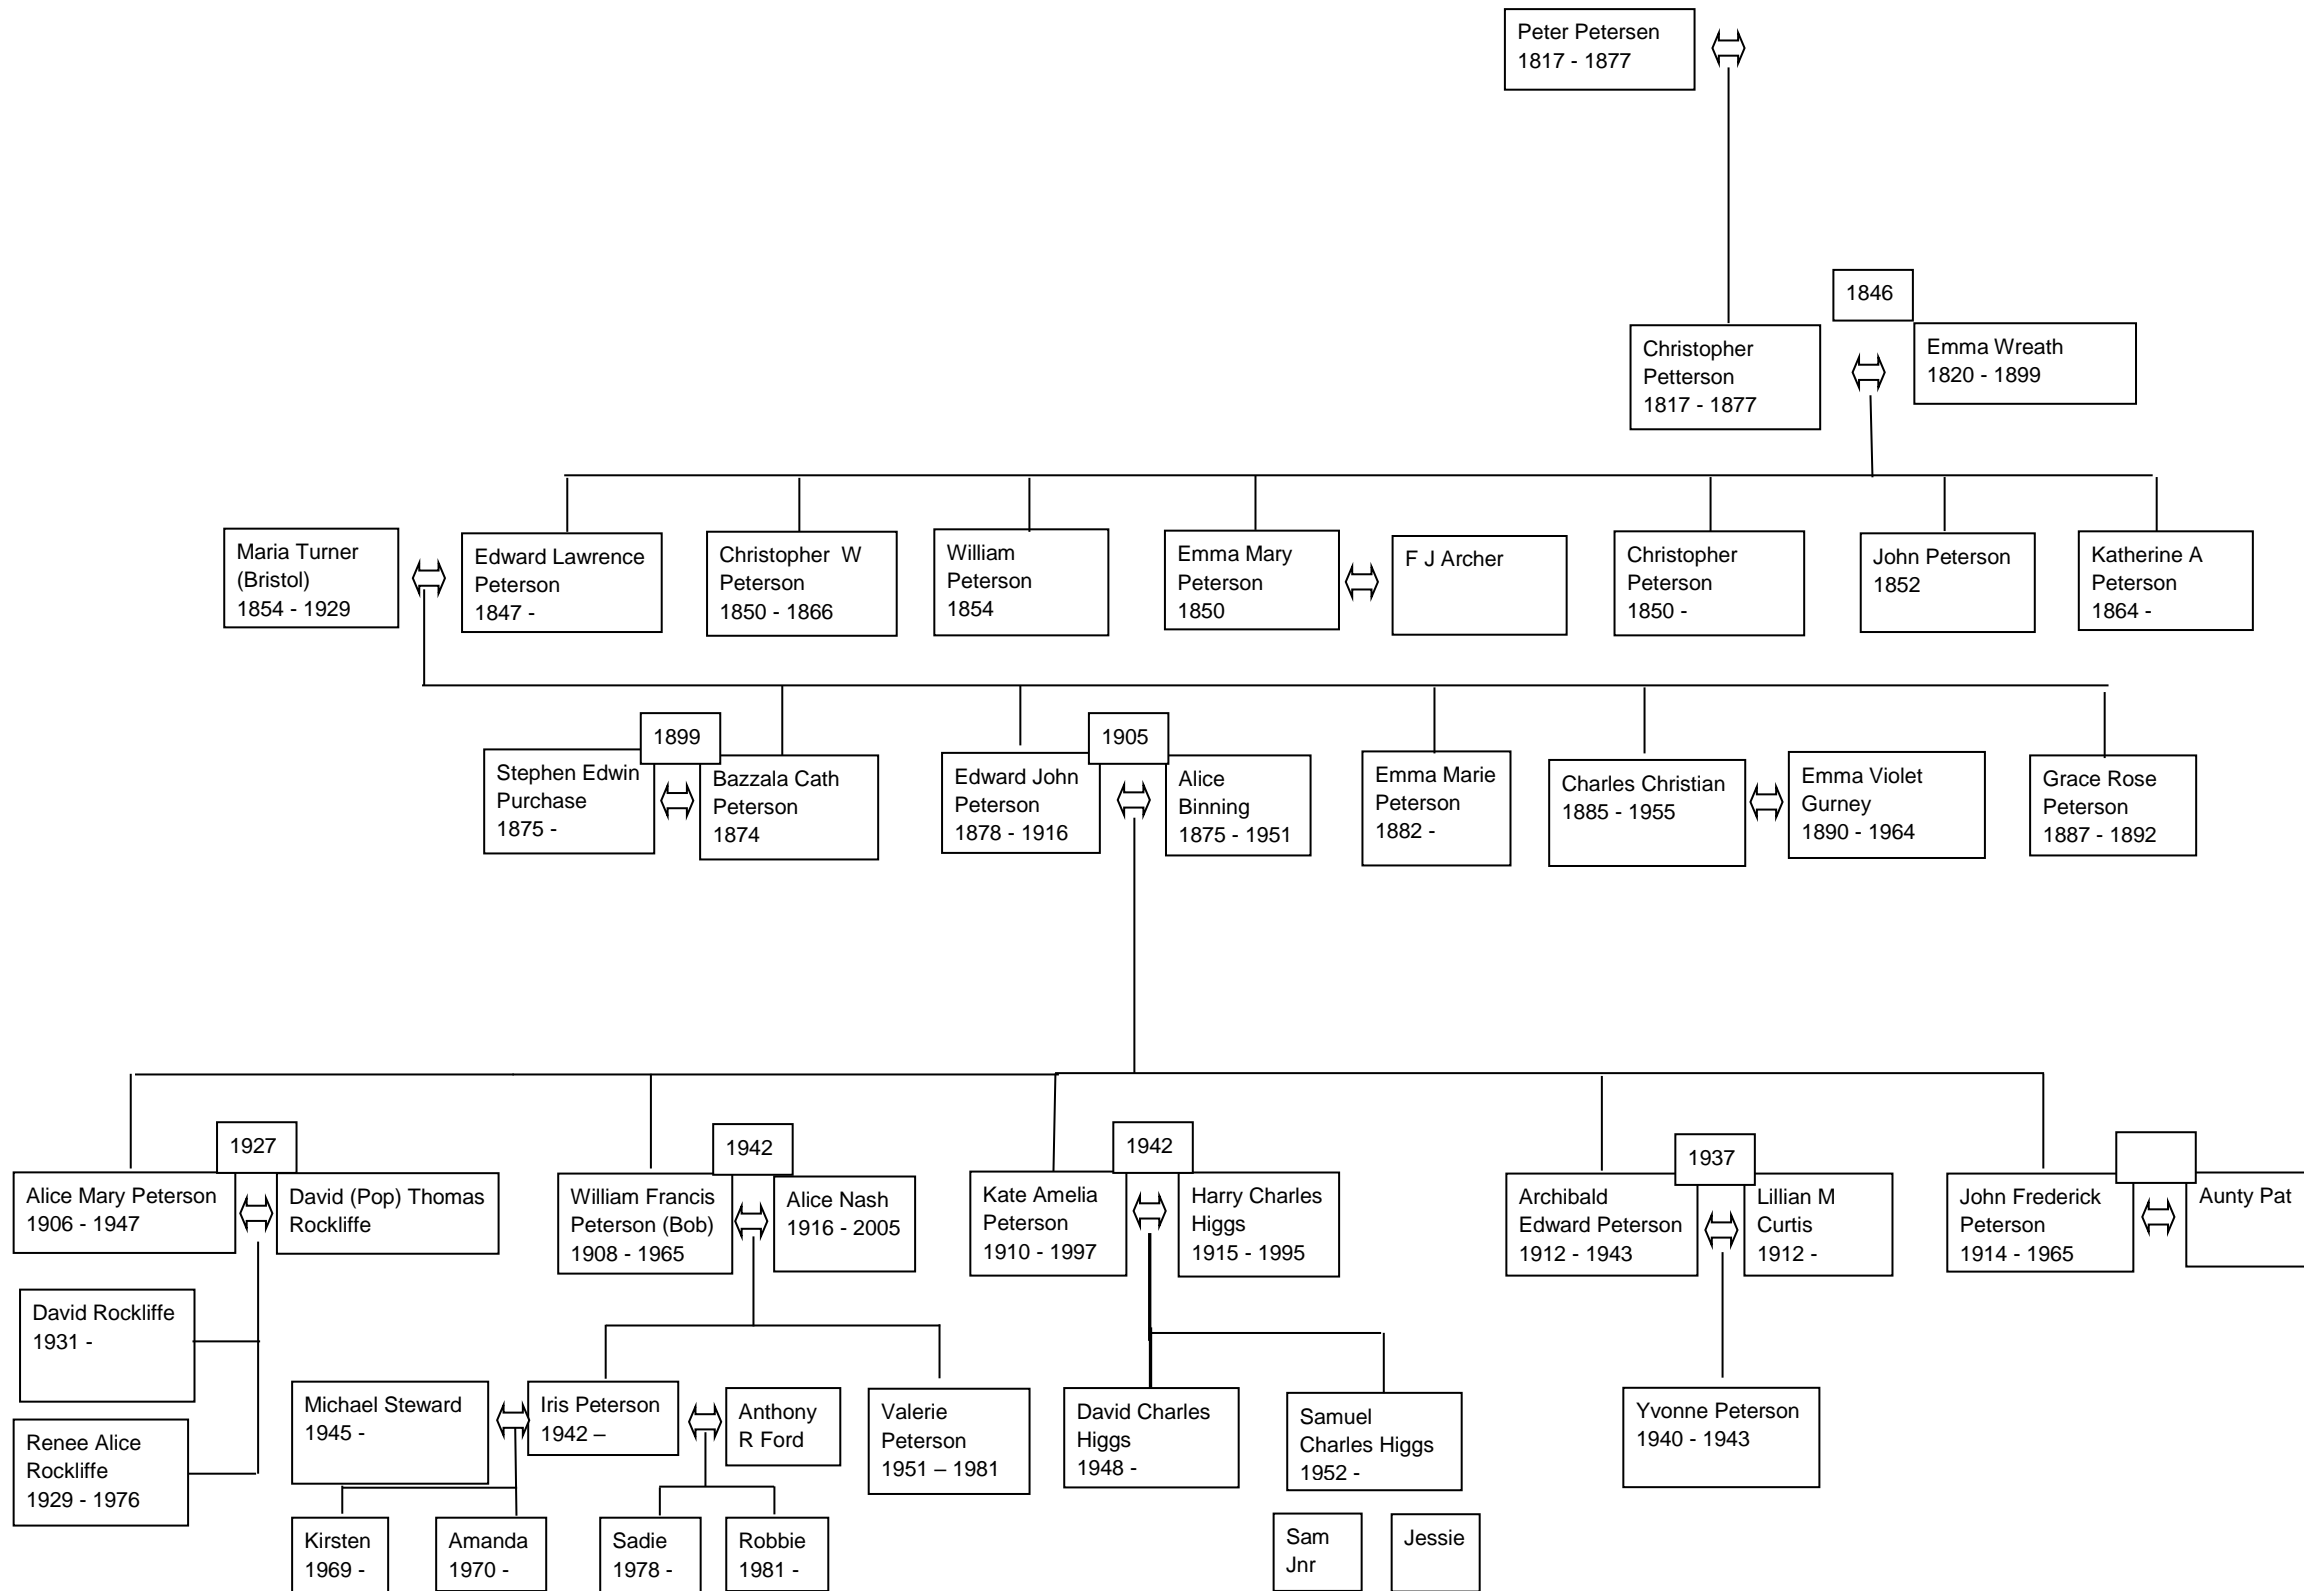 Peter Petersen
1817 - 1877
1846
Christopher
Petterson
1817 - 1877
Emma Wreath
1820 - 1899
Maria Turner
(Bristol)
1854 - 1929
Edward Lawrence
Peterson
1847 -
Christopher W
Peterson
1850 - 1866
William
Peterson
1854
Emma Mary
Peterson
1850
F J Archer
Christopher
Peterson
1850 -
John Peterson
1852
Katherine A
Peterson
1864 -
1899
Stephen Edwin
Purchase
1875 -
Bazzala Cath
Peterson
1874
1905
Edward John
Peterson
1878 - 1916
Alice
Binning
1875 - 1951
Emma Marie
Peterson
1882 -
Charles Christian
1885 - 1955
Emma Violet
Gurney
1890 - 1964
Grace Rose
Peterson
1887 - 1892
1927
Alice Mary Peterson
1906 - 1947
David (Pop) Thomas
Rockliffe
1942
William Francis
Peterson (Bob)
1908 - 1965
Alice Nash
1916 - 2005
1942
Kate Amelia
Peterson
1910 - 1997
Harry Charles
Higgs
1915 - 1995
1937
Archibald
Edward Peterson
1912 - 1943
Lillian M
Curtis
1912 -
John Frederick
Peterson
1914 - 1965
Aunty Pat
David Rockliffe
1931 -
Renee Alice
Rockliffe
1929 - 1976
Michael Steward
1945 -
Iris Peterson
1942 –
Anthony
R Ford
Valerie
Peterson
1951 – 1981
David Charles
Higgs
1948 -
Samuel
Charles Higgs
1952 -
Yvonne Peterson
1940 - 1943
Kirsten
1969 -
Amanda
1970 -
Sadie
1978 -
Robbie
1981 -
Sam
Jnr
Jessie